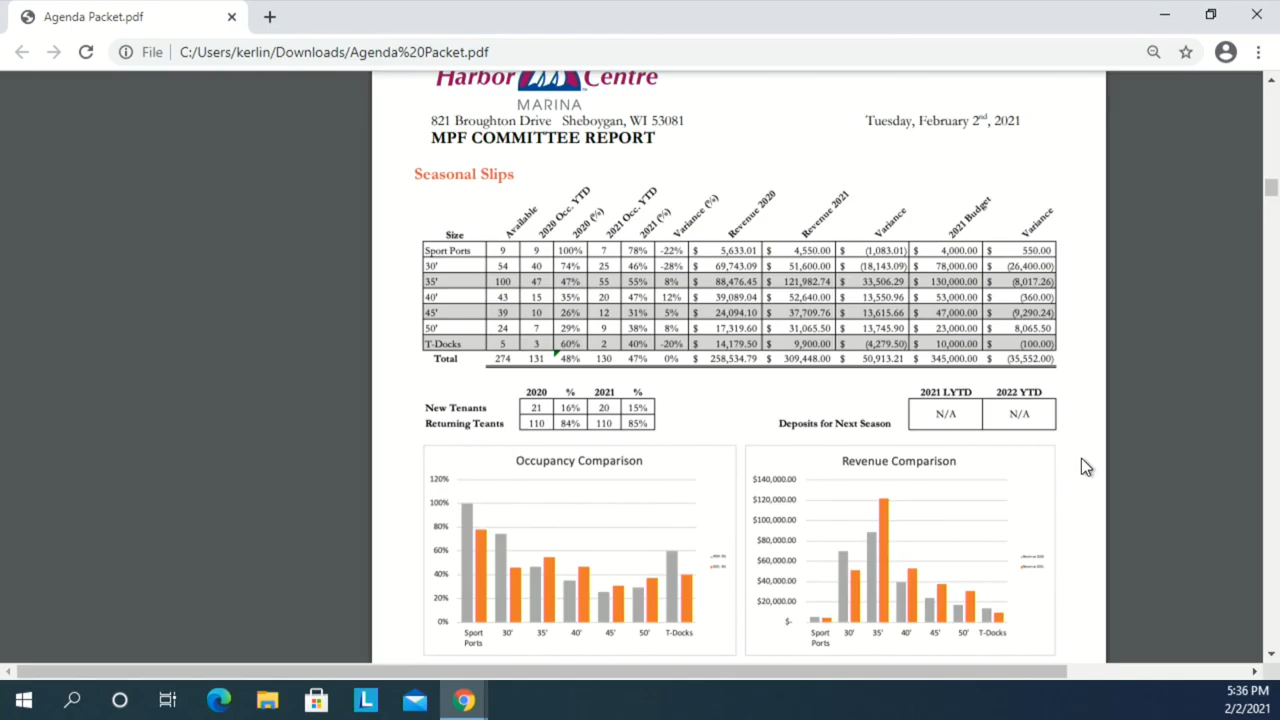 Agenda Packet.pdf
File C:/Users/kerlin/Downloads/Agenda%20Packet.pdf
Harbor Centre
MARINA
821 Broughton Drive Sheboygan, WI 53081
Tuesday, February 2nd, 2021
MPF COMMITTEE REPORT
Seasonal Slips
Size Available 2020 Occ. YTD 2020 (%) 2021 Occ. YTD 2021 (%) Variance (%) Revenue 2020 Revenue 2021 Variance 2021 Budget Variance
Sport Ports 9 9 100% 7 78% -22% $ 5,633.01 $ 4,550.00 $ (1,083.01) $ 4,000.00 $ 550.00
30' 54 40 74% 25 46% -28% $ 69,743.09 $ 51,600.00 $ (18,143.09) $ 78,000.00 $ (26,400.00)
35' 100 47 47% 55 55% 8% $ 88,476.45 $ 121,982.74 $ 33,506.29 $ 130,000.00 $ (8,017.26)
40' 43 15 35% 20 47% 12% $ 39,089.04 $ 52,640.00 $ 13,550.96 $ 53,000.00 $ (360.00)
45' 39 10 26% 12 31% 5% $ 24,094.10 $ 37,709.76 $ 13,615.66 $ 47,000.00 $ (9,290.24)
50' 24 7 29% 9 38% 8% $ 17,319.60 $ 31,065.50 $ 13,745.90 $ 23,000.00 $ 8,065.50
T-Docks 5 3 60% 2 40% -20% $ 14,179.50 $ 9,900.00 $ (4,279.50) $ 10,000.00 $ (100.00)
Total 274 131 48% 130 47% 0% $ 258,534.79 $ 309,448.00 $ 50,913.21 $ 345,000.00 $ (35,552.00)
2020 % 2021 %
New Tenants 21 16% 20 15%
Returning Teants 110 84% 110 85%
2021 LYTD 2022 YTD
Deposits for Next Season N/A N/A
Occupancy Comparison
120%
100%
80%
60%
40%
20%
0%
Sport Ports 30' 35' 40' 45' 50' T-Docks
Revenue Comparison
$140,000.00
$120,000.00
$100,000.00
$80,000.00
$60,000.00
$40,000.00
$20,000.00
$-
Sport Ports 30' 35' 40' 45' 50' T-Docks
5:36 PM
2/2/2021